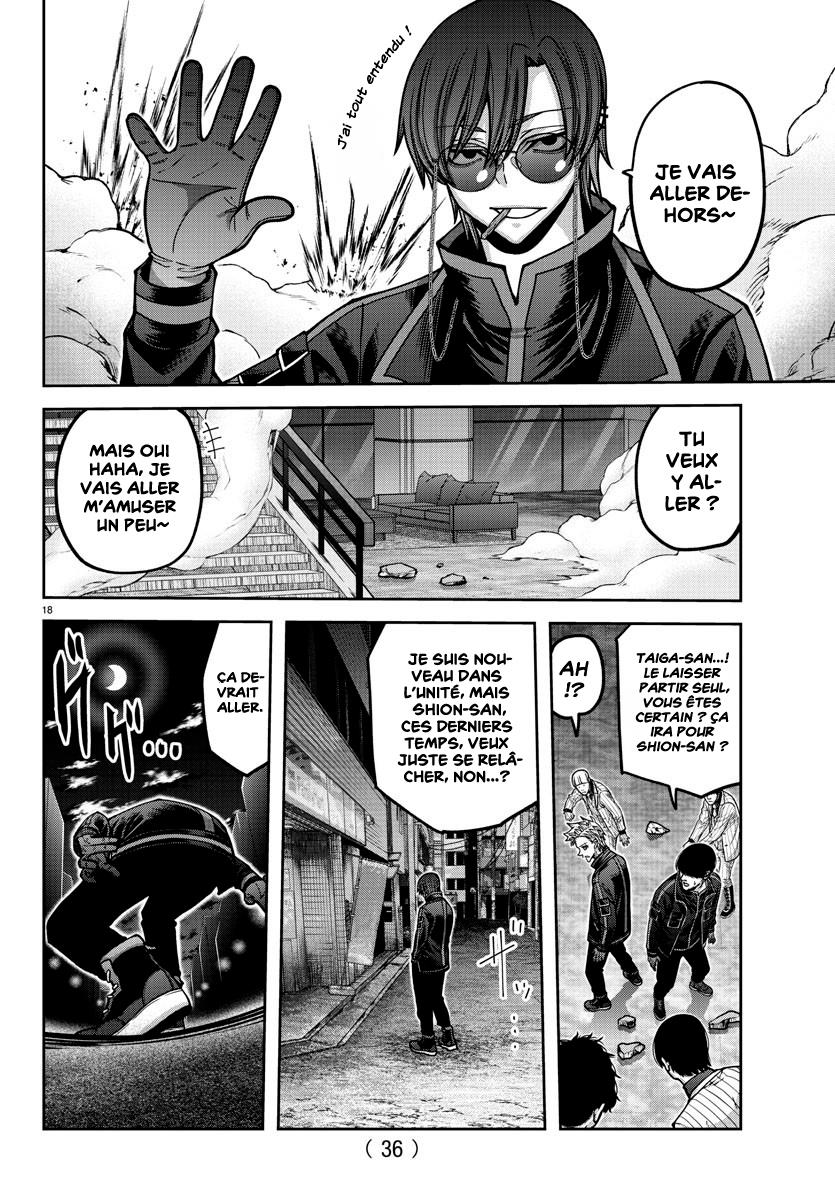 J'ai tout entendu !
JE VAIS
ALLER DE-
HORS~
TU
VEUX
Y AL-
LER ?
MAIS OUI
HAHA, JE
VAIS ALLER
M'AMUSER
UN PEU~
18
TAIGA-SAN...!
LE LAISSER
PARTIR SEUL,
VOUS ÊTES
CERTAIN ? ÇA
IRA POUR
SHION-SAN ?
AH
!?
JE SUIS NOU-
VEAU DANS
L'UNITÉ, MAIS
SHION-SAN,
CES DERNIERS
TEMPS, VEUX
JUSTE SE RELÂ-
CHER, NON...?
ÇA DE-
VRAIT
ALLER.
( 36 )